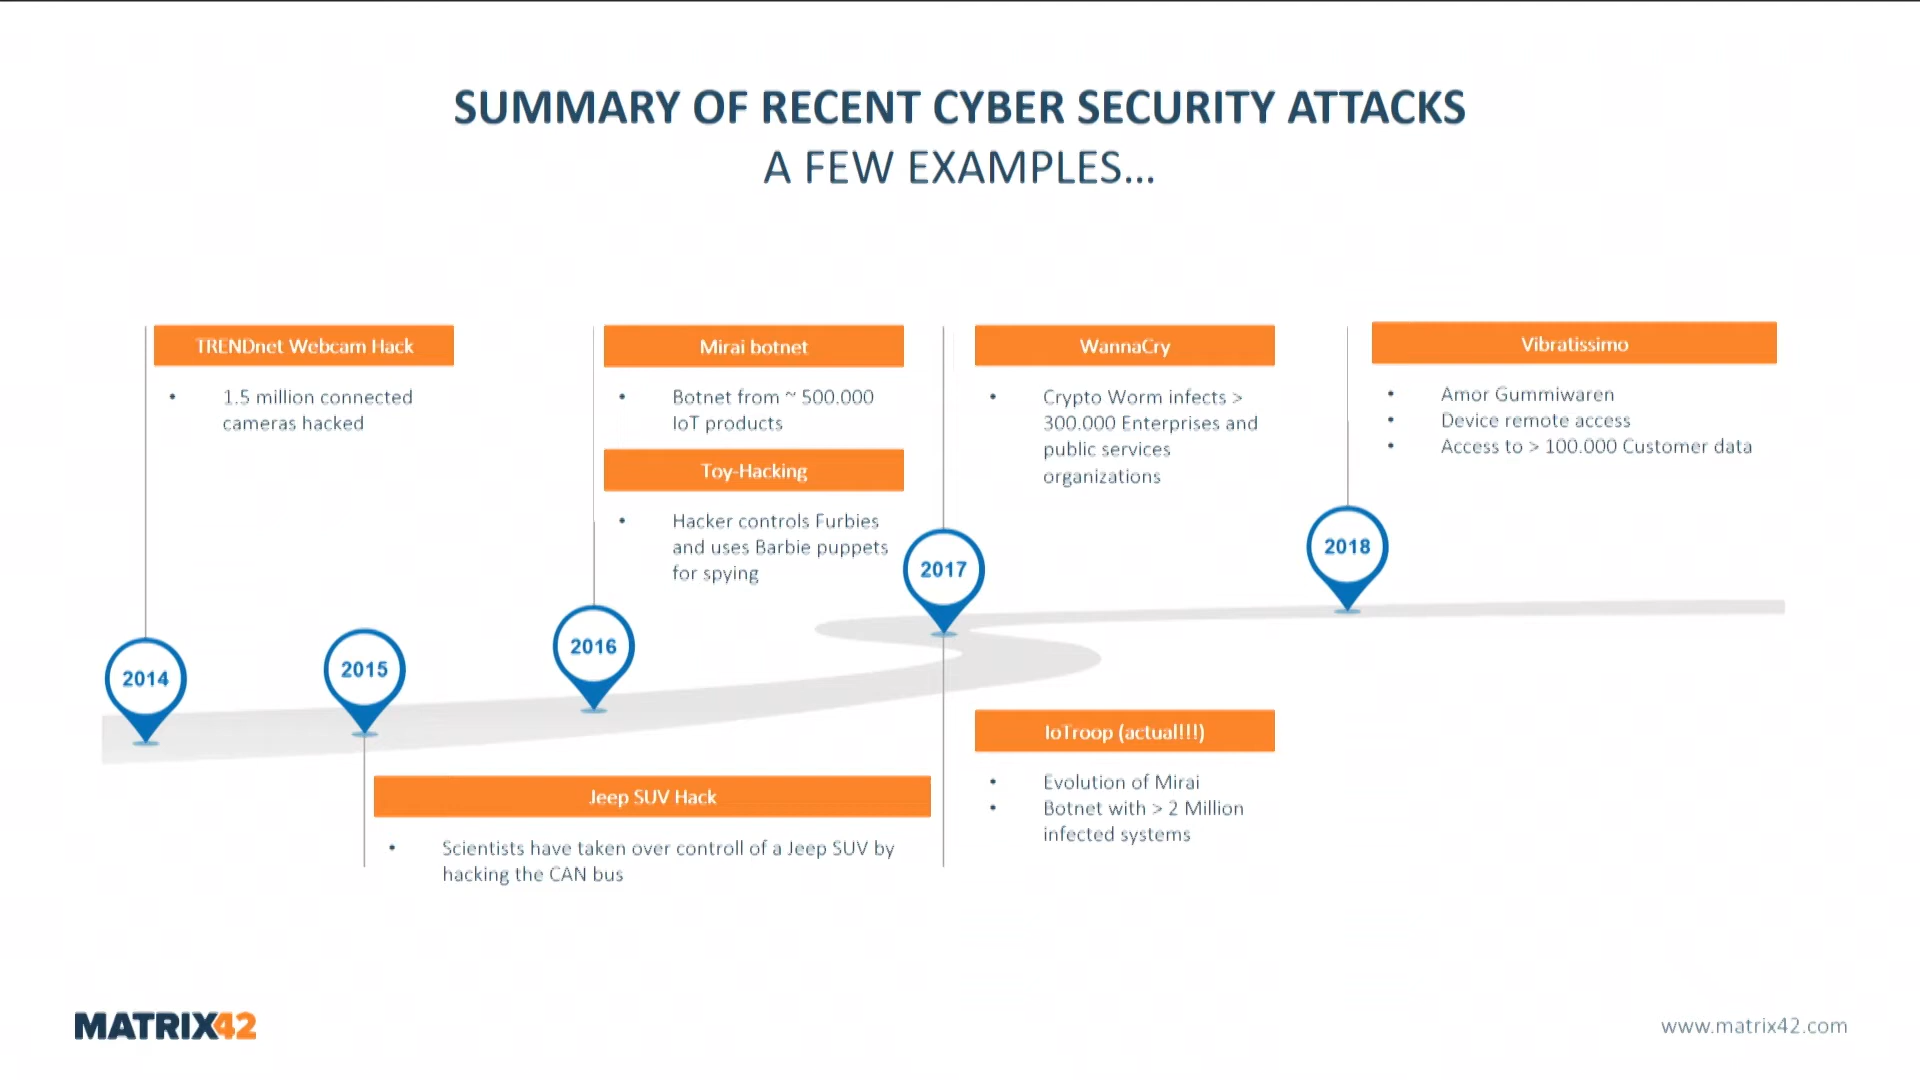 SUMMARY OF RECENT CYBER SECURITY ATTACKS
A FEW EXAMPLES...
TRENDnet Webcam Hack
• 1.5 million connected
cameras hacked
Mirai botnet
• Botnet from ~ 500.000
IoT products
Toy-Hacking
• Hacker controls Furbies
and uses Barbie puppets
for spying
WannaCry
• Crypto Worm infects >
300.000 Enterprises and
public services
organizations
Vibratissimo
• Amor Gummiwaren
• Device remote access
• Access to > 100.000 Customer data
2014
2015
2016
2017
2018
Jeep SUV Hack
• Scientists have taken over controll of a Jeep SUV by
hacking the CAN bus
IoTroop (actual!!!)
• Evolution of Mirai
• Botnet with > 2 Million
infected systems
MATRIX42
www.matrix42.com